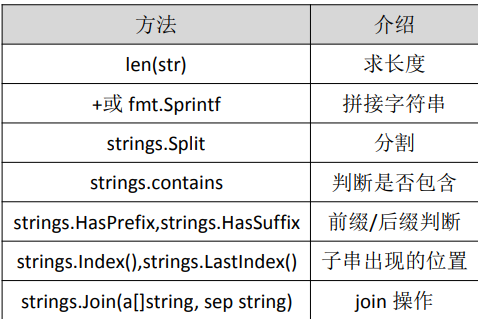 方法 介绍
len(str) 求长度
+或 fmt.Sprintf 拼接字符串
strings.Split 分割
strings.contains 判断是否包含
strings.HasPrefix,strings.HasSuffix 前缀/后缀判断
strings.Index(),strings.LastIndex() 子串出现的位置
strings.Join(a[]string, sep string) join 操作